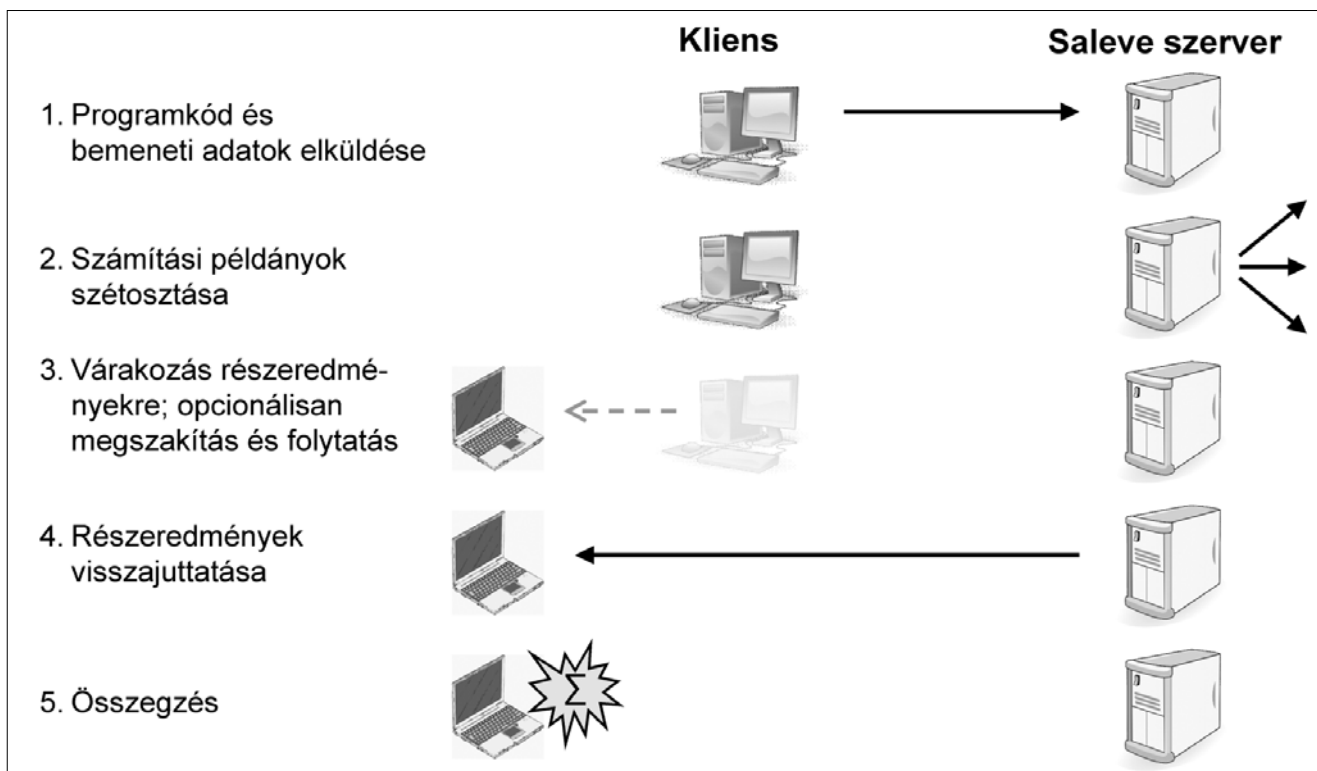 Kliens
Saleve szerver
1. Programkód és
bemeneti adatok elküldése
2. Számítási példányok
szétosztása
3. Várakozás részeredmé-
nyekre; opcionálisan
megszakítás és folytatás
4. Részeredmények
visszajuttatása
5. Összegzés
Σ